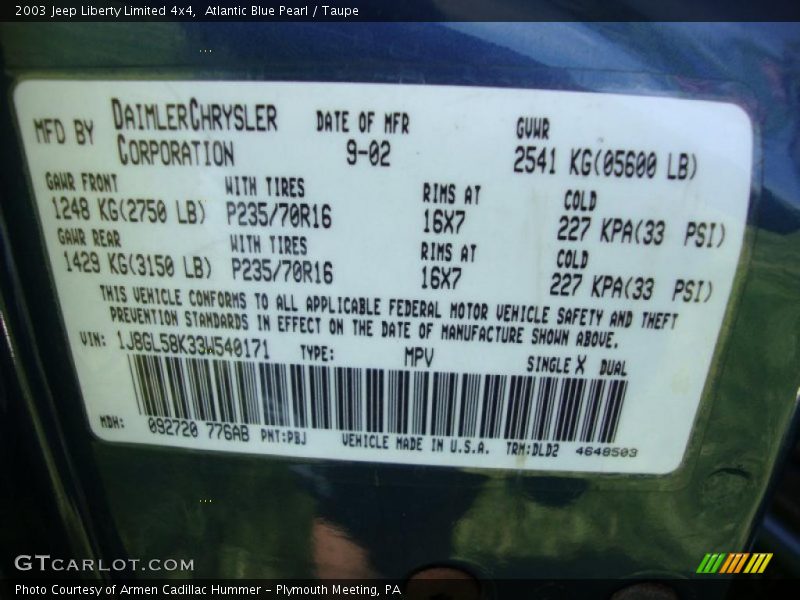 2003 Jeep Liberty Limited 4x4,  Atlantic Blue Pearl / Taupe
MFD BY DAIMLERCHRYSLER CORPORATION DATE OF MFR 9-02 GVWR 2541 KG(05600 LB)
GAWR FRONT WITH TIRES RIMS AT COLD
1248 KG(2750 LB) P235/70R16 16X7 227 KPA(33 PSI)
GAWR REAR WITH TIRES RIMS AT COLD
1429 KG(3150 LB) P235/70R16 16X7 227 KPA(33 PSI)
THIS VEHICLE CONFORMS TO ALL APPLICABLE FEDERAL MOTOR VEHICLE SAFETY AND THEFT
PREVENTION STANDARDS IN EFFECT ON THE DATE OF MANUFACTURE SHOWN ABOVE.
VIN: 1J8GL58K33W540171 TYPE: MPV SINGLE X DUAL
MDH: 092720 776AB PNT:PBJ VEHICLE MADE IN U.S.A. TRM:DLD2 4648503
GTCARLOT.COM
Photo Courtesy of Armen Cadillac Hummer - Plymouth Meeting, PA